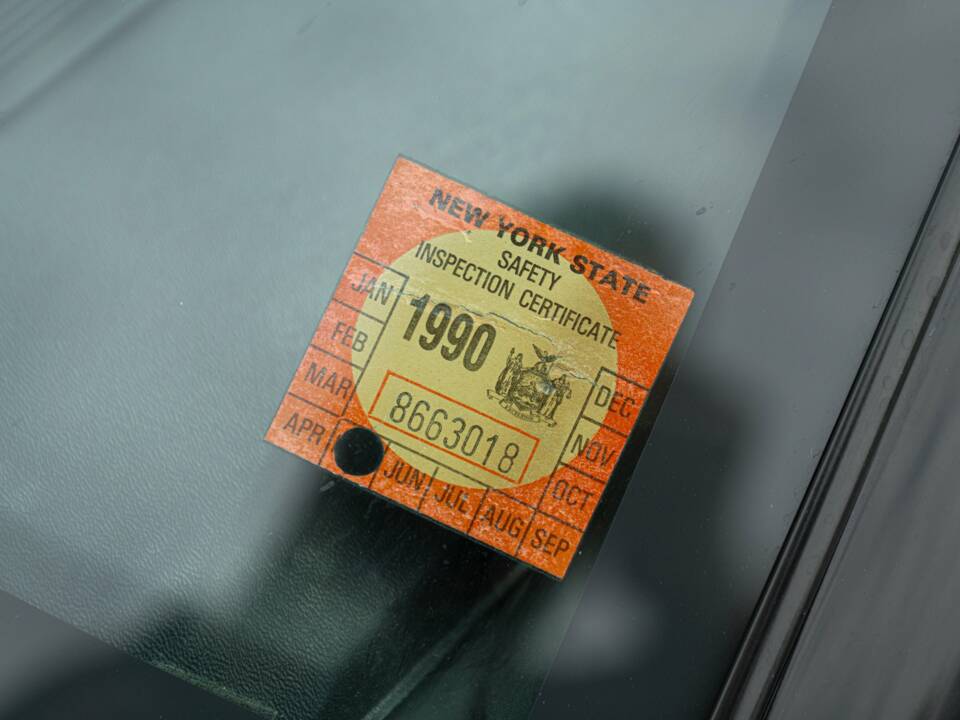 NEW YORK STATE
SAFETY
INSPECTION CERTIFICATE
1990
8663018
JAN
FEB
MAR
APR
JUN
JUL
AUG
SEP
OCT
NOV
DEC